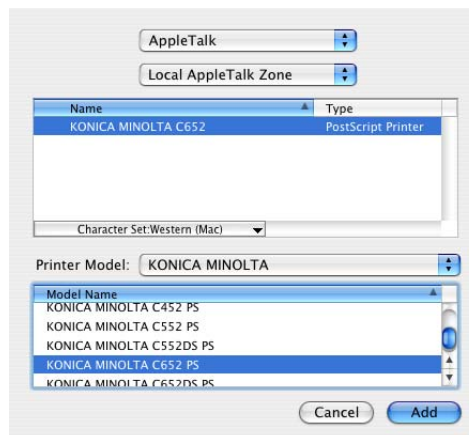 AppleTalk
Local AppleTalk Zone
Name Type
KONICA MINOLTA C652 PostScript Printer
Character Set:Western (Mac)
Printer Model: KONICA MINOLTA
Model Name
KONICA MINOLTA C452 PS
KONICA MINOLTA C552 PS
KONICA MINOLTA C552DS PS
KONICA MINOLTA C652 PS
KONICA MINOLTA C652DS PS
Cancel Add